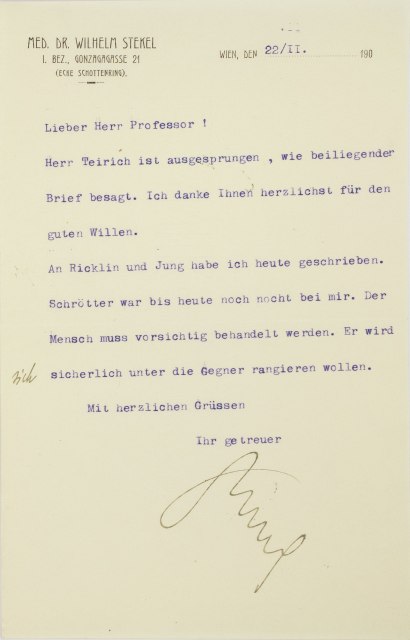 MED. DR. WILHELM STEKEL
I. BEZ., GONZAGAGASSE 21
(ECKE SCHOTTENRING).
WIEN, DEN 22/II. 190
Lieber Herr Professor !
Herr Teirich ist ausgesprungen , wie beiliegender
Brief besagt. Ich danke Ihnen herzlichst für den
guten Willen.
An Ricklin und Jung habe ich heute geschrieben.
Schrötter war bis heute noch nocht bei mir. Der
Mensch muss vorsichtig behandelt werden. Er wird
sich
sicherlich unter die Gegner rangieren wollen.
Mit herzlichen Grüssen
Ihr getreuer